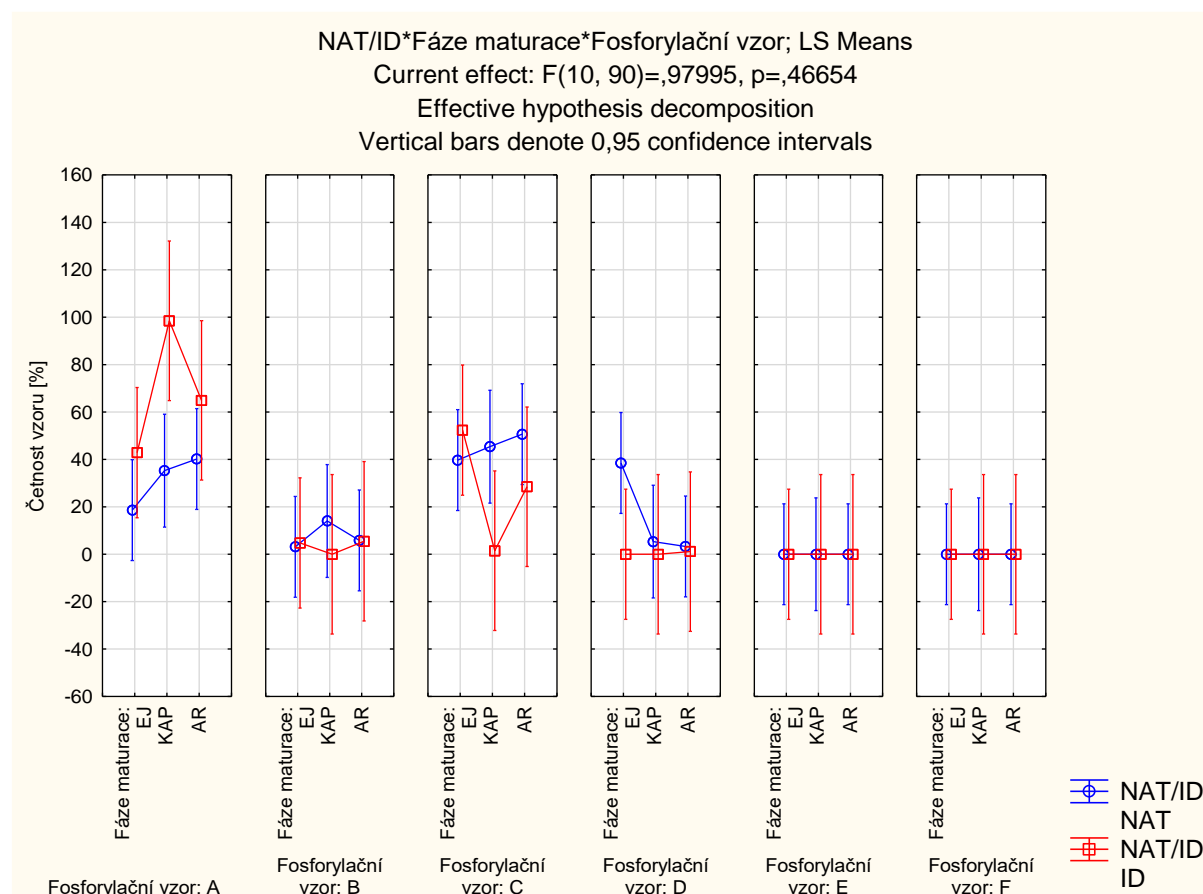 NAT/ID*Fáze maturace*Fosforylační vzor; LS Means
Current effect: F(10, 90)=,97995, p=,46654
Effective hypothesis decomposition
Vertical bars denote 0,95 confidence intervals
Četnost vzoru [%]
160
140
120
100
80
60
40
20
0
-20
-40
-60
Fáze maturace:
EJ
KAP
AR
Fosforylační vzor: A
Fáze maturace:
EJ
KAP
AR
Fosforylační
vzor: B
Fáze maturace:
EJ
KAP
AR
Fosforylační
vzor: C
Fáze maturace:
EJ
KAP
AR
Fosforylační
vzor: D
Fáze maturace:
EJ
KAP
AR
Fosforylační
vzor: E
Fáze maturace:
EJ
KAP
AR
Fosforylační
vzor: F
NAT/ID
NAT
NAT/ID
ID